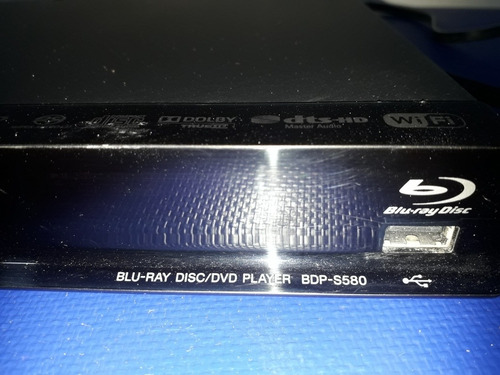 DOLBY TRUEHD
dts-HD Master Audio
WiFi
Blu-ray Disc
BLU-RAY DISC/DVD PLAYER BDP-S580